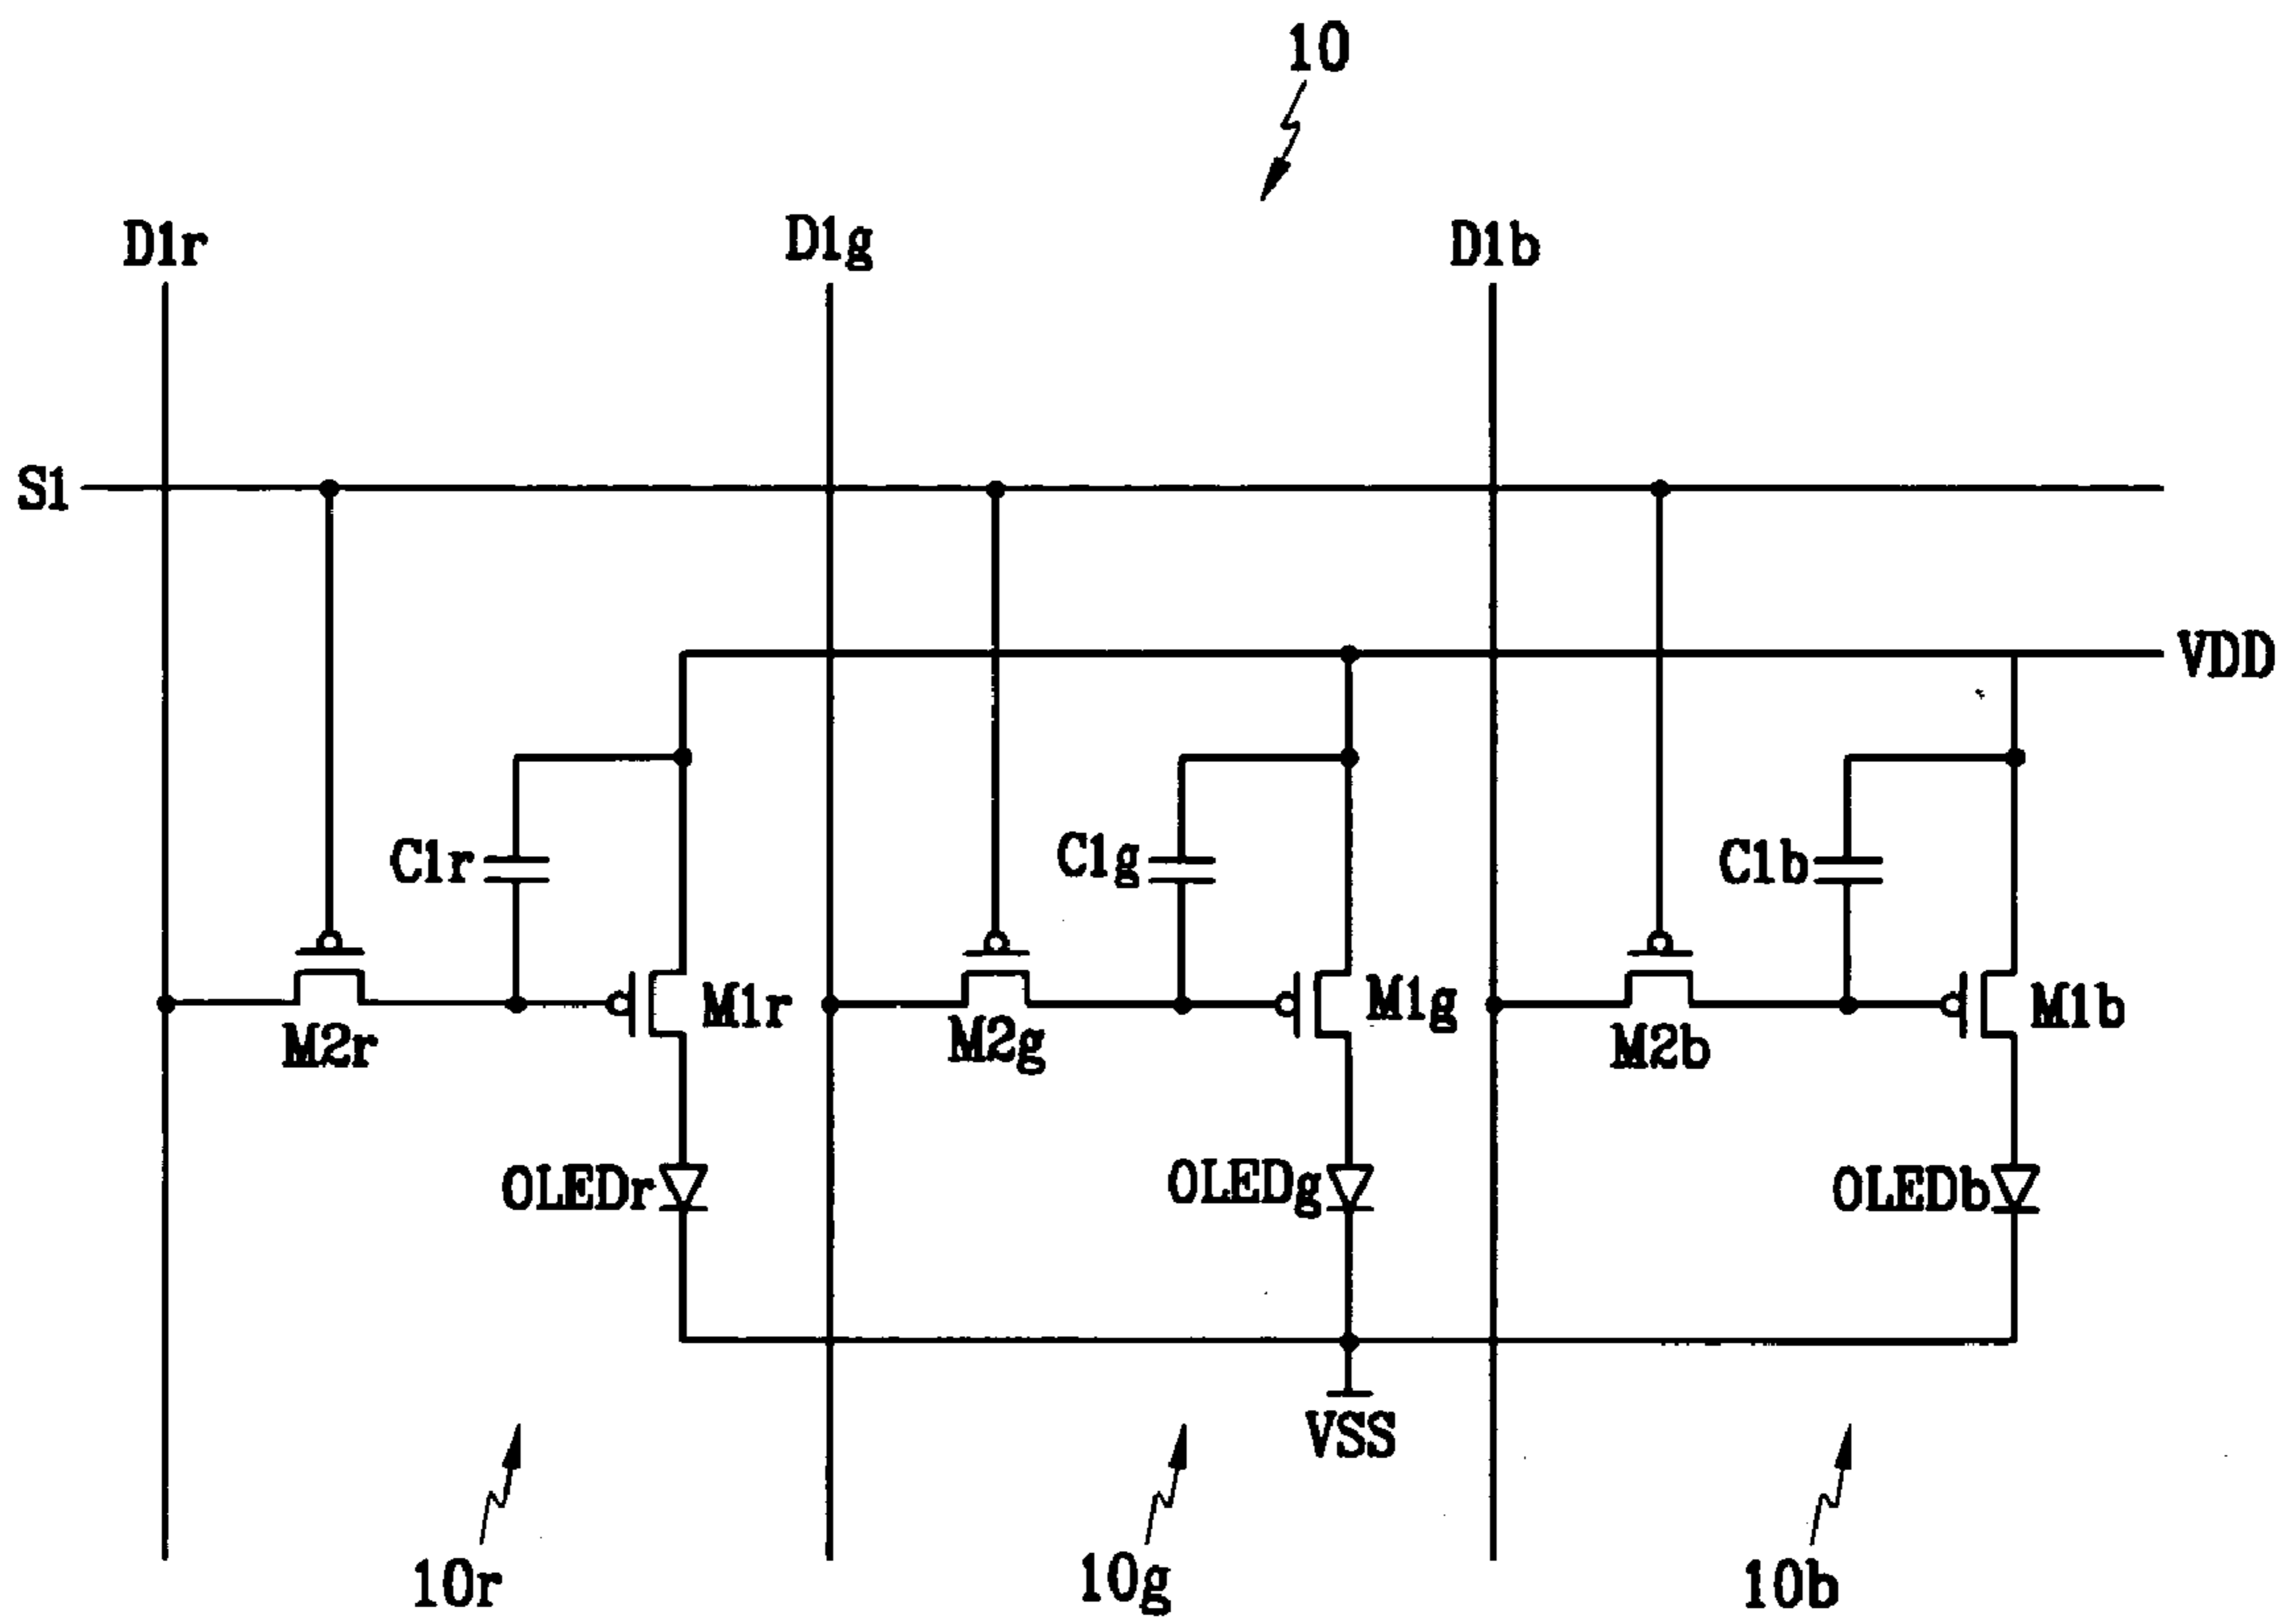 10
D1r
D1g
D1b
S1
VDD
C1r
C1g
C1b
M1r
M1g
M1b
M2r
M2g
M2b
OLEDr
OLEDg
OLEDb
VSS
10r
10g
10b